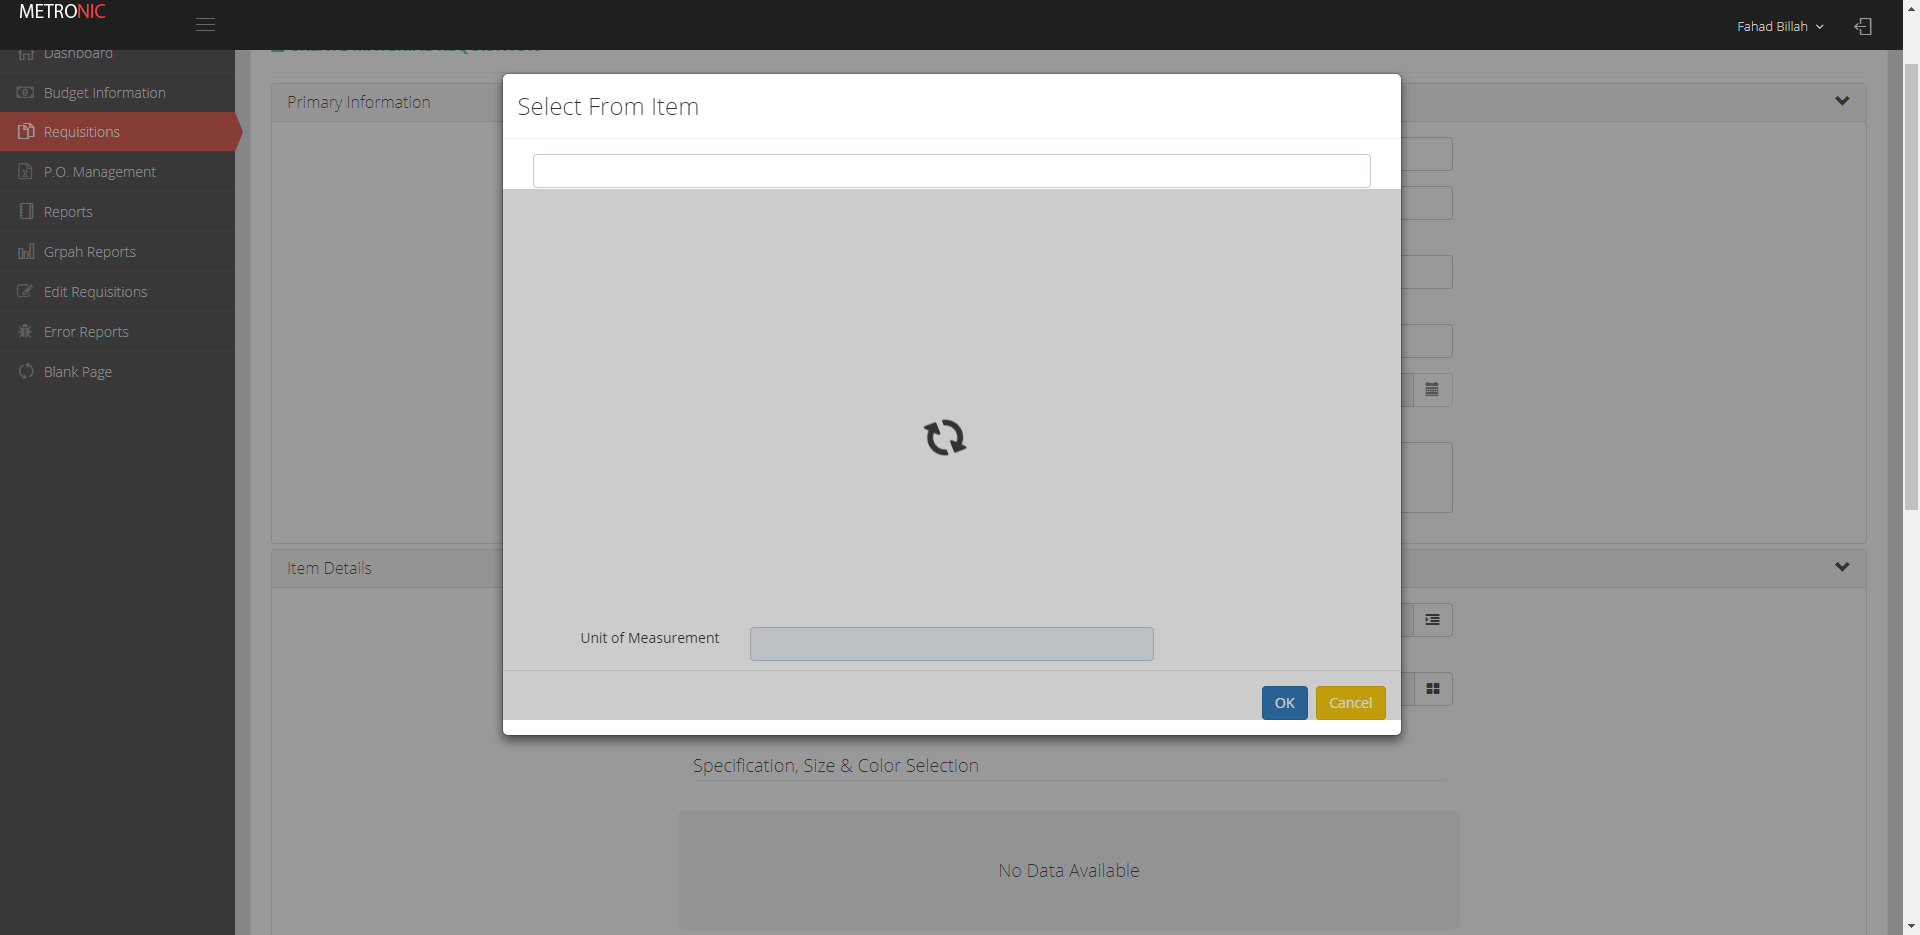 METRONIC
Fahad Billah
Dashboard
Budget Information
Requisitions
P.O. Management
Reports
Grpah Reports
Edit Requisitions
Error Reports
Blank Page
Primary Information
Select From Item
Unit of Measurement
OK
Cancel
Item Details
Specification, Size & Color Selection
No Data Available